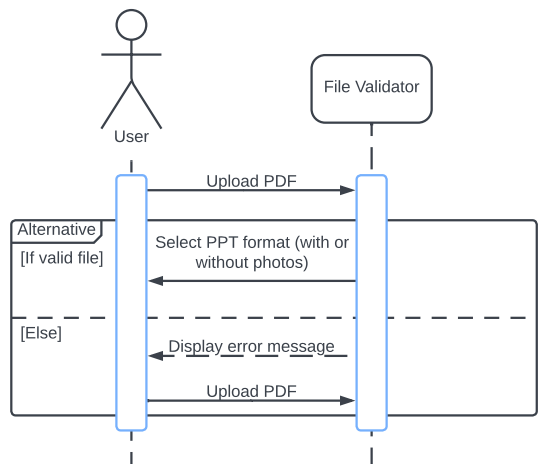 User
File Validator
Upload PDF
Alternative
[If valid file]
Select PPT format (with or
without photos)
[Else]
Display error message
Upload PDF